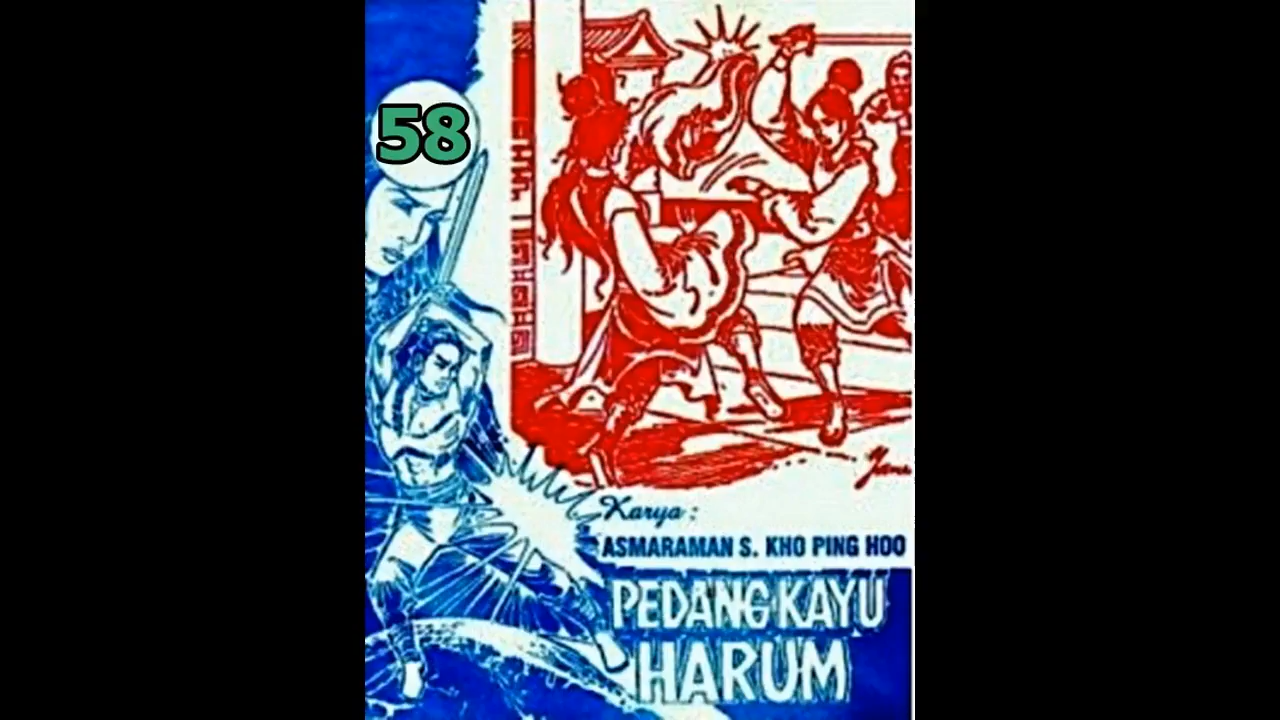 58
Karya :
ASMARAMAN S. KHO PING HOO
PEDANG KAYU
HARUM